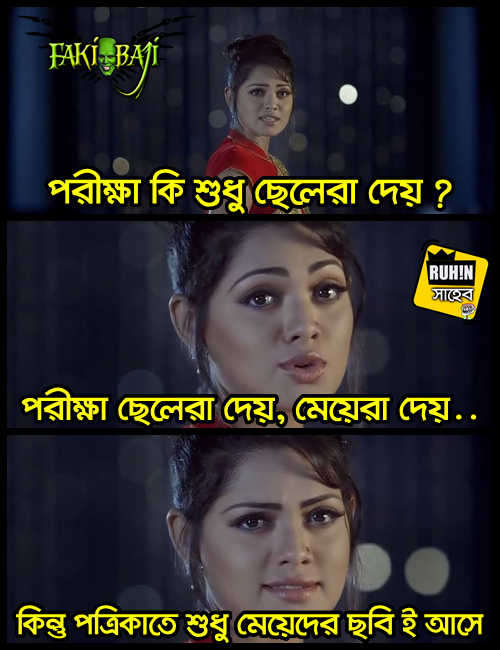 FAKIBAJI
পরীক্ষা কি শুধু ছেলেরা দেয় ?
RUH!N
সাহেব
পরীক্ষা ছেলেরা দেয়, মেয়েরা দেয়..
কিন্তু পত্রিকাতে শুধু মেয়েদের ছবি ই আসে